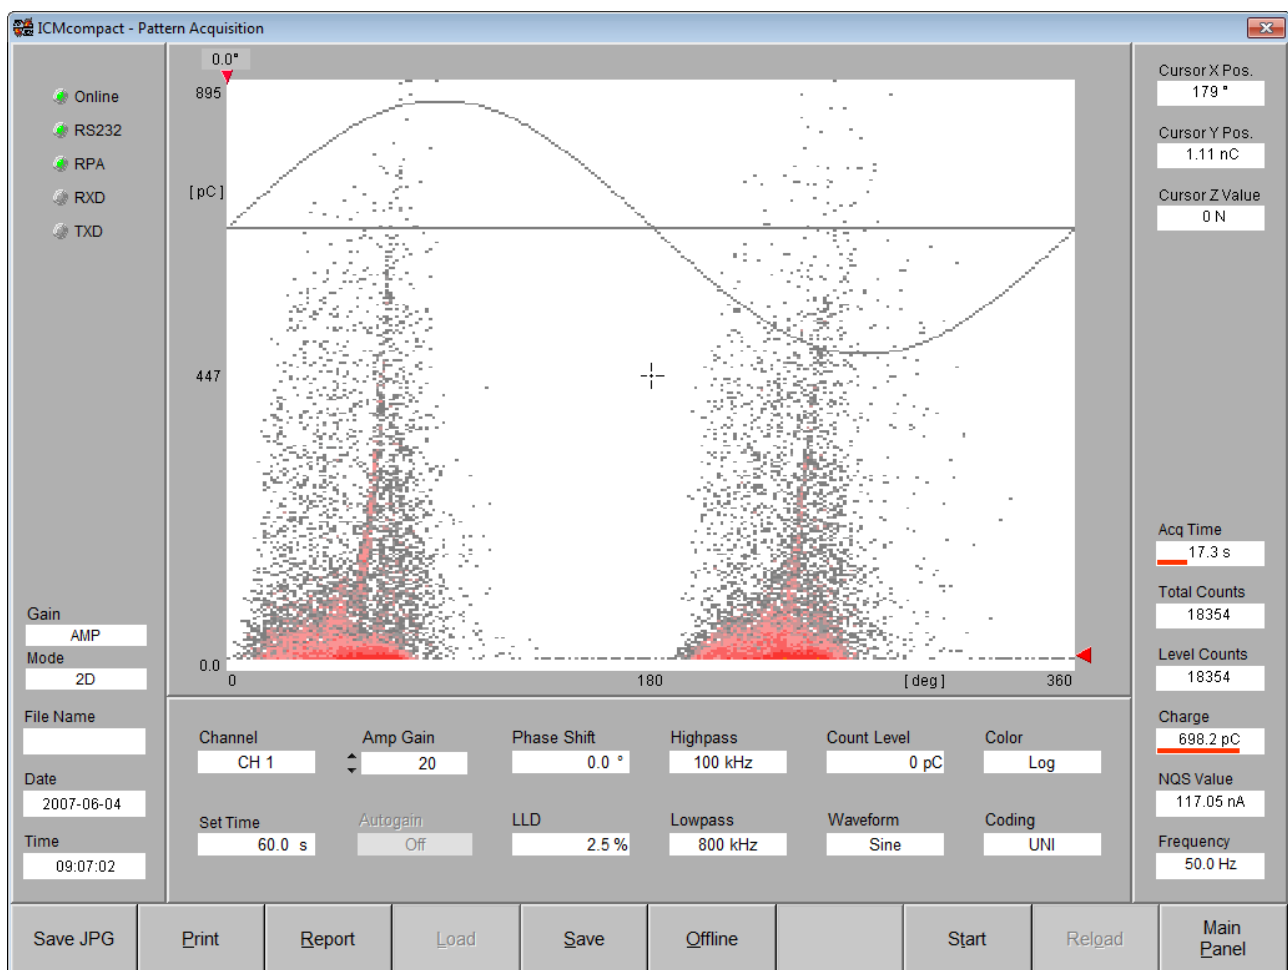 ICMcompact - Pattern Acquisition
Online
RS232
RPA
RXD
TXD
Gain
AMP
Mode
2D
File Name
Date
2007-06-04
Time
09:07:02
0.0°
895
[ pC ]
447
0.0
0
180
[ deg ]
360
Channel
CH 1
Amp Gain
20
Phase Shift
0.0 °
Highpass
100 kHz
Count Level
0 pC
Color
Log
Set Time
60.0 s
Autogain
Off
LLD
2.5 %
Lowpass
800 kHz
Waveform
Sine
Coding
UNI
Cursor X Pos.
179 °
Cursor Y Pos.
1.11 nC
Cursor Z Value
0 N
Acq Time
17.3 s
Total Counts
18354
Level Counts
18354
Charge
698.2 pC
NQS Value
117.05 nA
Frequency
50.0 Hz
Save JPG
Print
Report
Load
Save
Offline
Start
Reload
Main
Panel